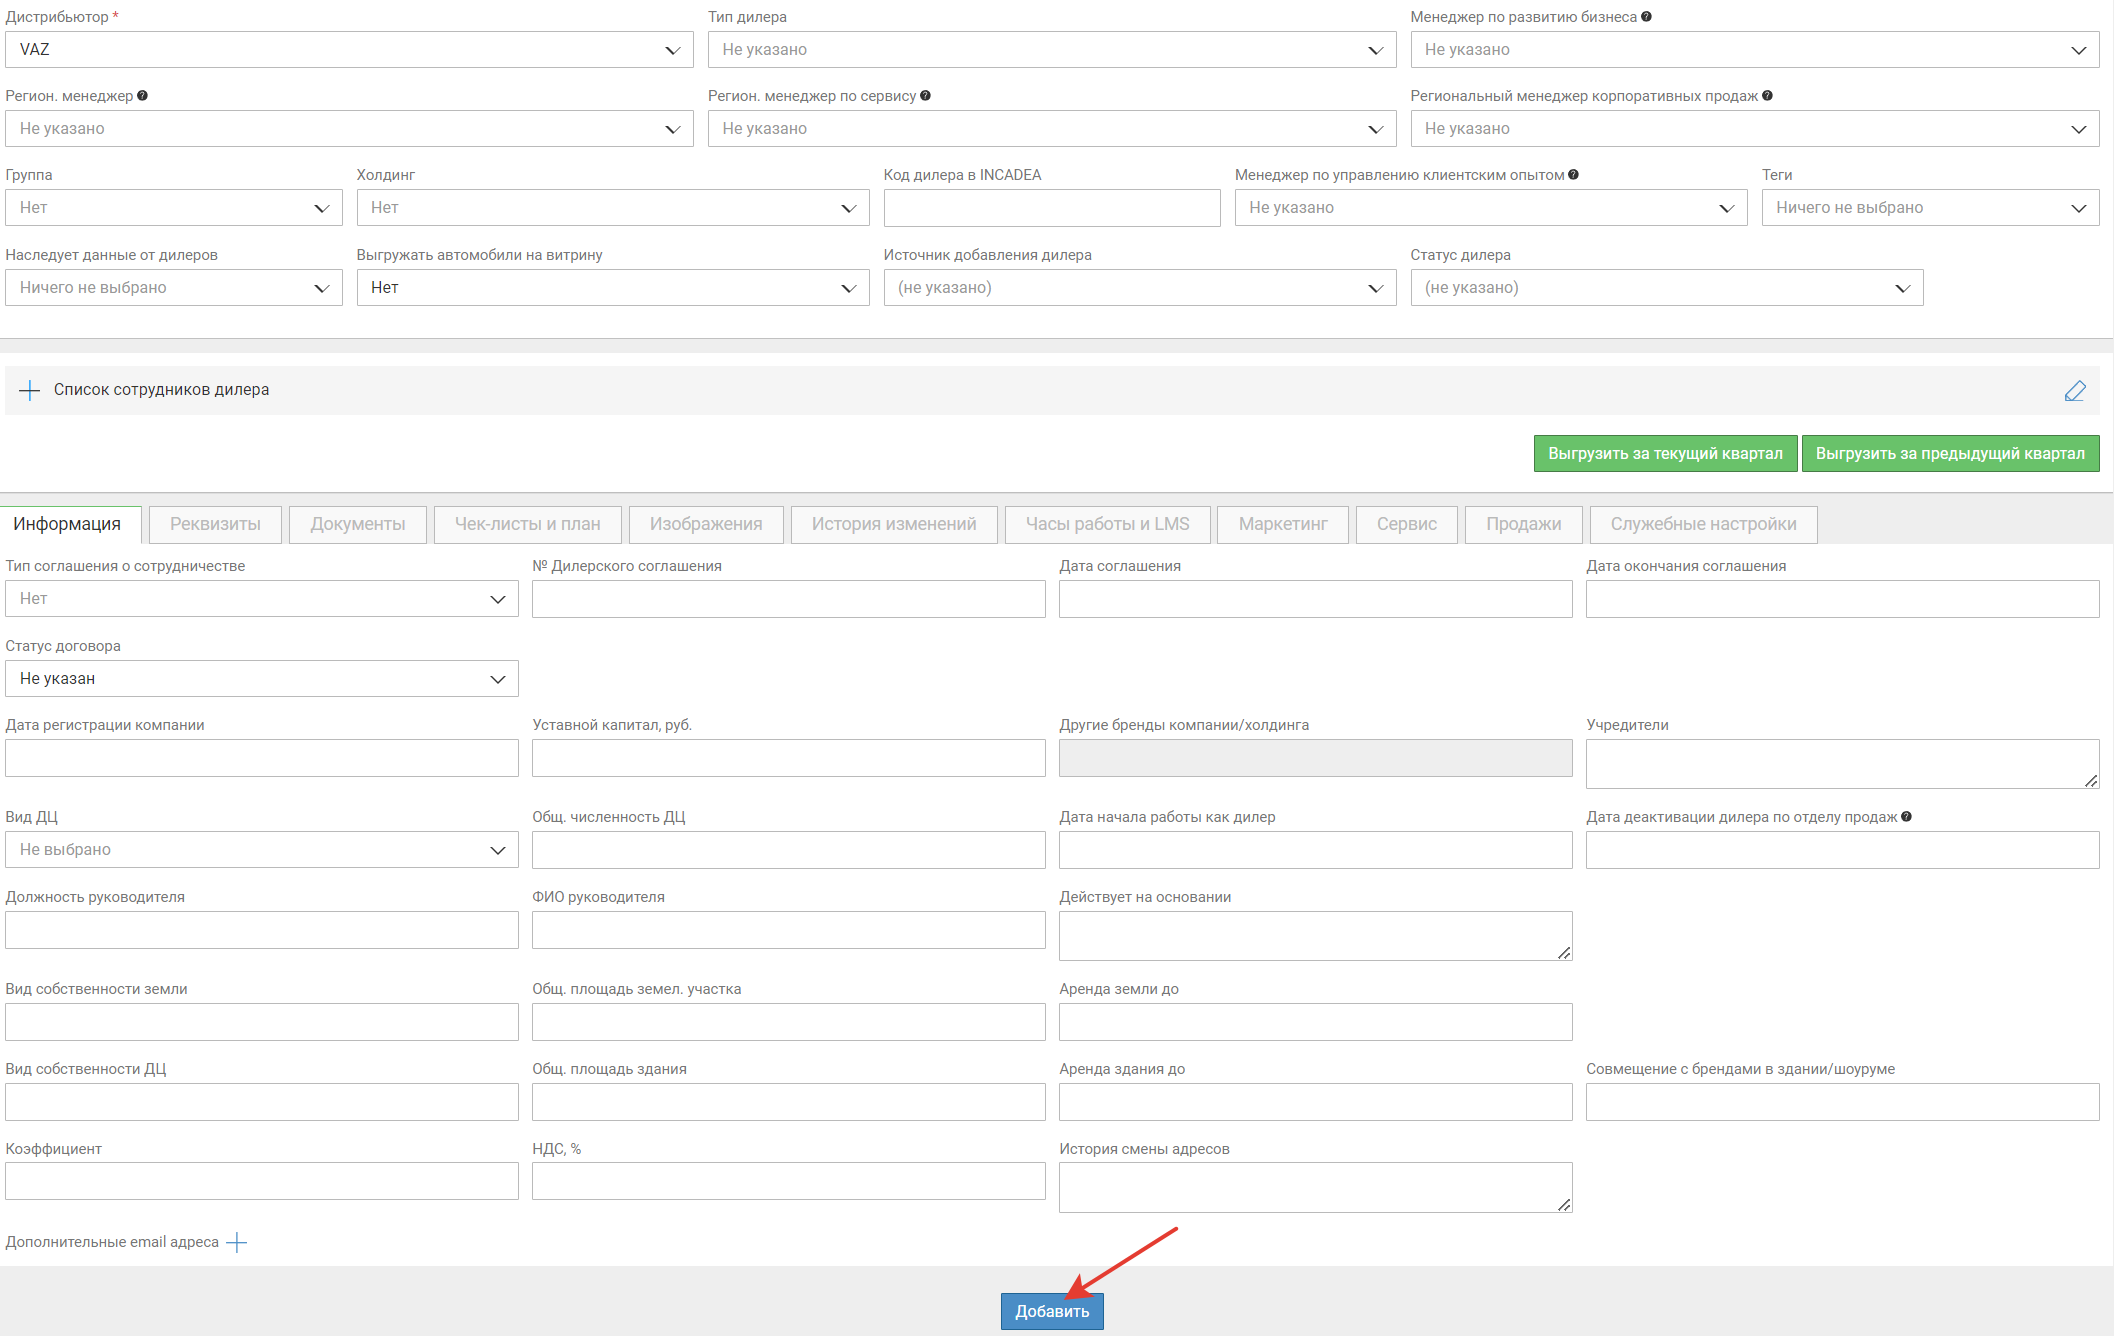 Дистрибьютор * Тип дилера Менеджер по развитию бизнеса ?
VAZ Не указано Не указано
Регион. менеджер ? Регион. менеджер по сервису ? Региональный менеджер корпоративных продаж ?
Не указано Не указано Не указано
Группа Холдинг Код дилера в INCADEA Менеджер по управлению клиентским опытом ? Теги
Нет Нет Не указано Ничего не выбрано
Наследует данные от дилеров Выгружать автомобили на витрину Источник добавления дилера Статус дилера
Ничего не выбрано Нет (не указано) (не указано)
Список сотрудников дилера
Выгрузить за текущий квартал Выгрузить за предыдущий квартал
Информация Реквизиты Документы Чек-листы и план Изображения История изменений Часы работы и LMS Маркетинг Сервис Продажи Служебные настройки
Тип соглашения о сотрудничестве № Дилерского соглашения Дата соглашения Дата окончания соглашения
Нет
Статус договора
Не указан
Дата регистрации компании Уставной капитал, руб. Другие бренды компании/холдинга Учредители
Вид ДЦ Общ. численность ДЦ Дата начала работы как дилер Дата деактивации дилера по отделу продаж ?
Не выбрано
Должность руководителя ФИО руководителя Действует на основании
Вид собственности земли Общ. площадь земел. участка Аренда земли до
Вид собственности ДЦ Общ. площадь здания Аренда здания до Совмещение с брендами в здании/шоуруме
Коэффициент НДС, % История смены адресов
Дополнительные email адреса
Добавить